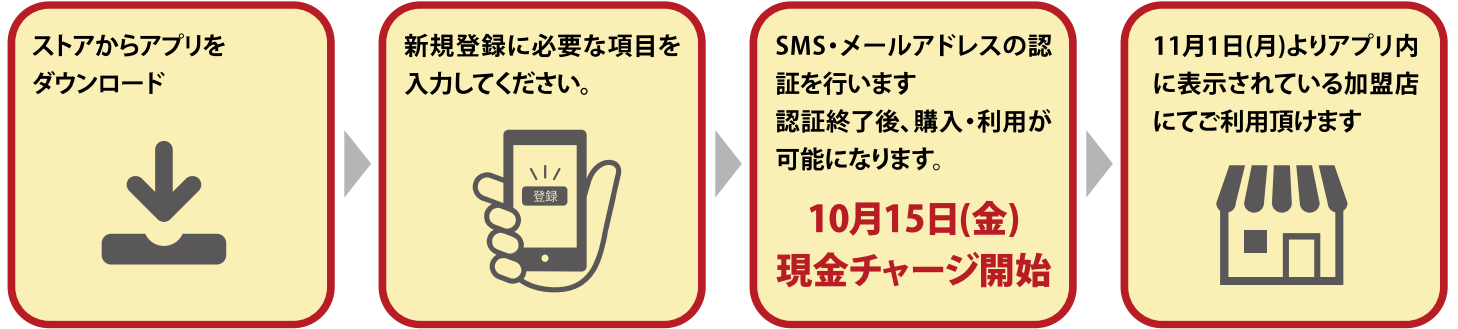 ストアからアプリを
ダウンロード
新規登録に必要な項目を
入力してください。
登録
SMS・メールアドレスの認
証を行います
認証終了後、購入・利用が
可能になります。
10月15日(金)
現金チャージ開始
11月1日(月)よりアプリ内
に表示されている加盟店
にてご利用頂けます